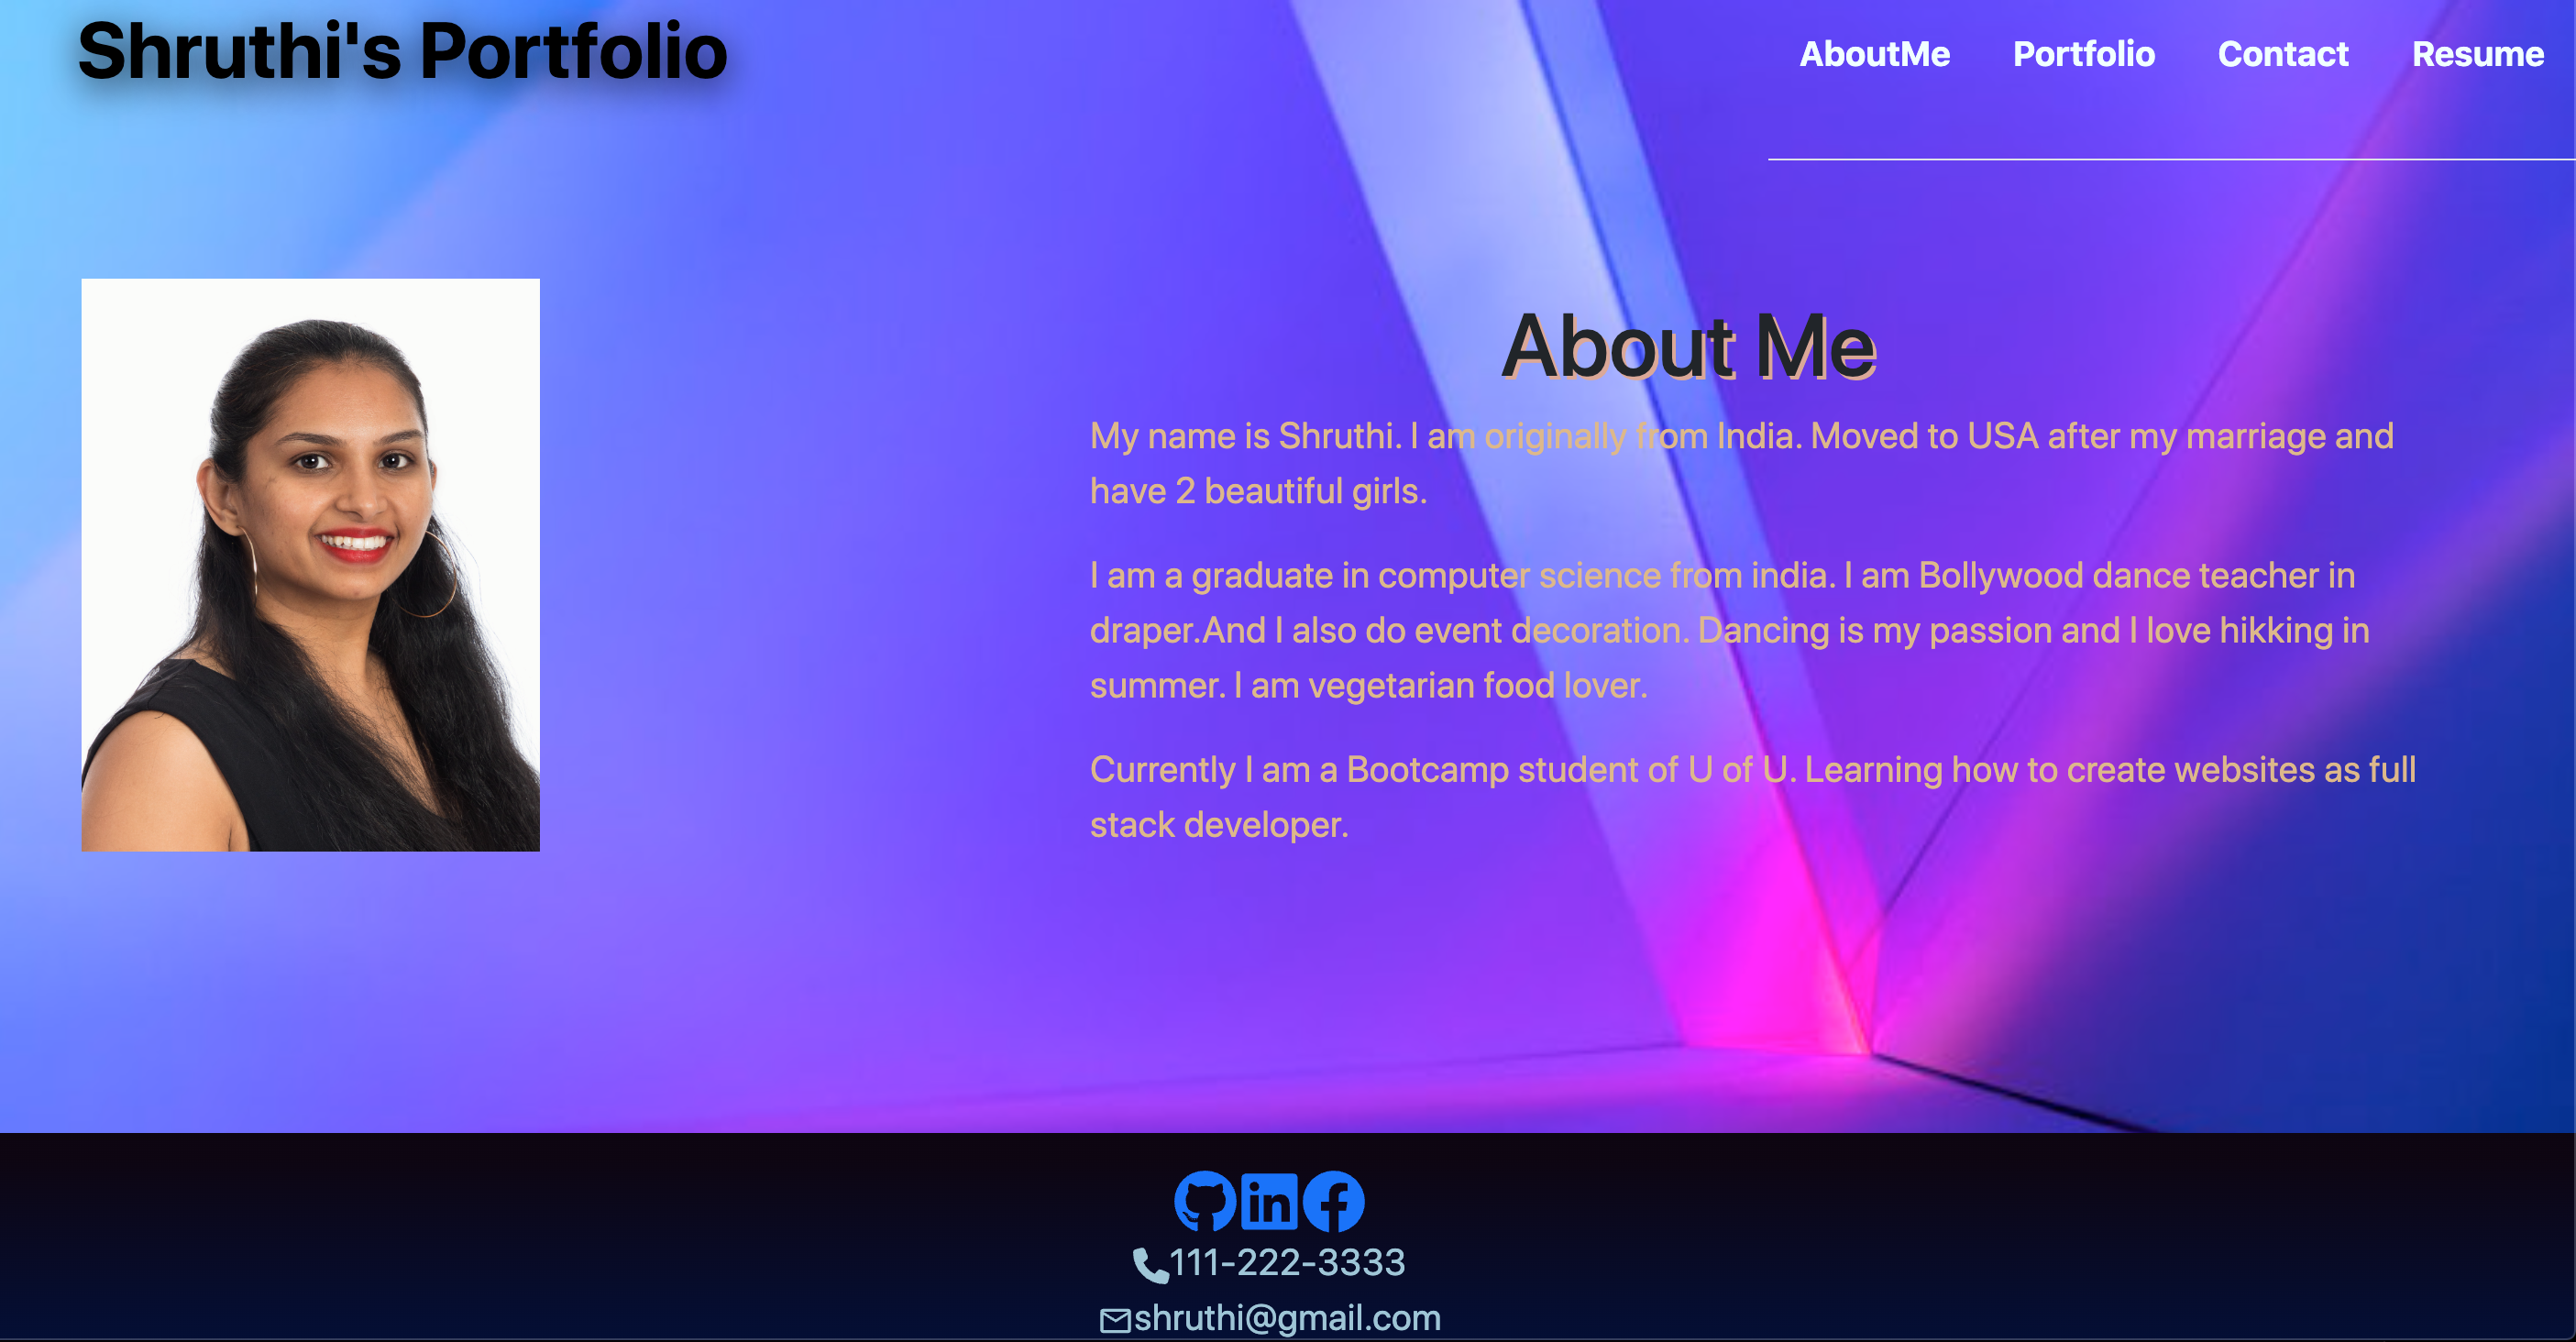 Shruthi's Portfolio
AboutMe Portfolio Contact Resume
About Me
My name is Shruthi. I am originally from India. Moved to USA after my marriage and
have 2 beautiful girls.
I am a graduate in computer science from india. I am Bollywood dance teacher in
draper.And I also do event decoration. Dancing is my passion and I love hikking in
summer. I am vegetarian food lover.
Currently I am a Bootcamp student of U of U. Learning how to create websites as full
stack developer.
in f
111-222-3333
shruthi@gmail.com